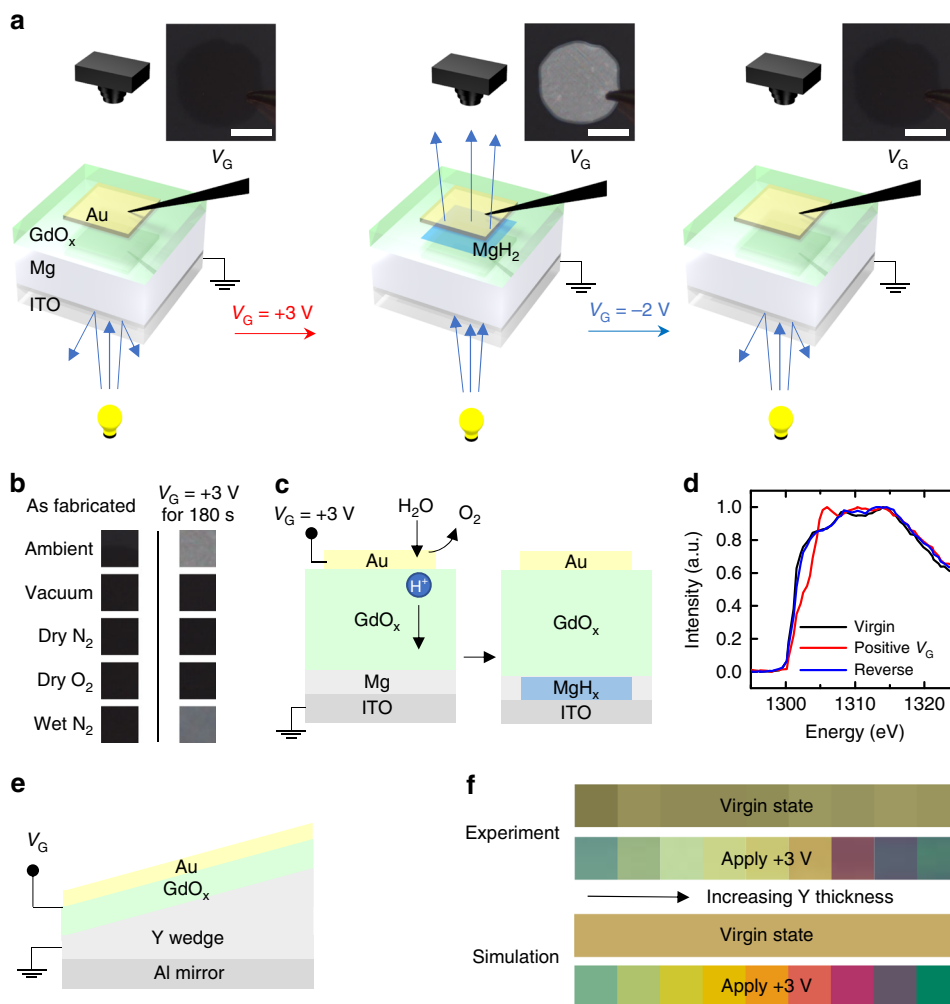 a
V_G
V_G
V_G
Au
GdO_x
Mg
ITO
V_G = +3 V
MgH_2
V_G = –2 V
b
As fabricated
V_G = +3 V
for 180 s
Ambient
Vacuum
Dry N_2
Dry O_2
Wet N_2
c
V_G = +3 V
H_2O
O_2
Au
H^+
GdO_x
Mg
ITO
Au
GdO_x
MgH_x
ITO
d
Intensity (a.u.)
1.0
0.8
0.6
0.4
0.2
0.0
Virgin
Positive V_G
Reverse
1300
1310
1320
Energy (eV)
e
V_G
Au
GdO_x
Y wedge
Al mirror
f
Experiment
Virgin state
Apply +3 V
Increasing Y thickness
Simulation
Virgin state
Apply +3 V